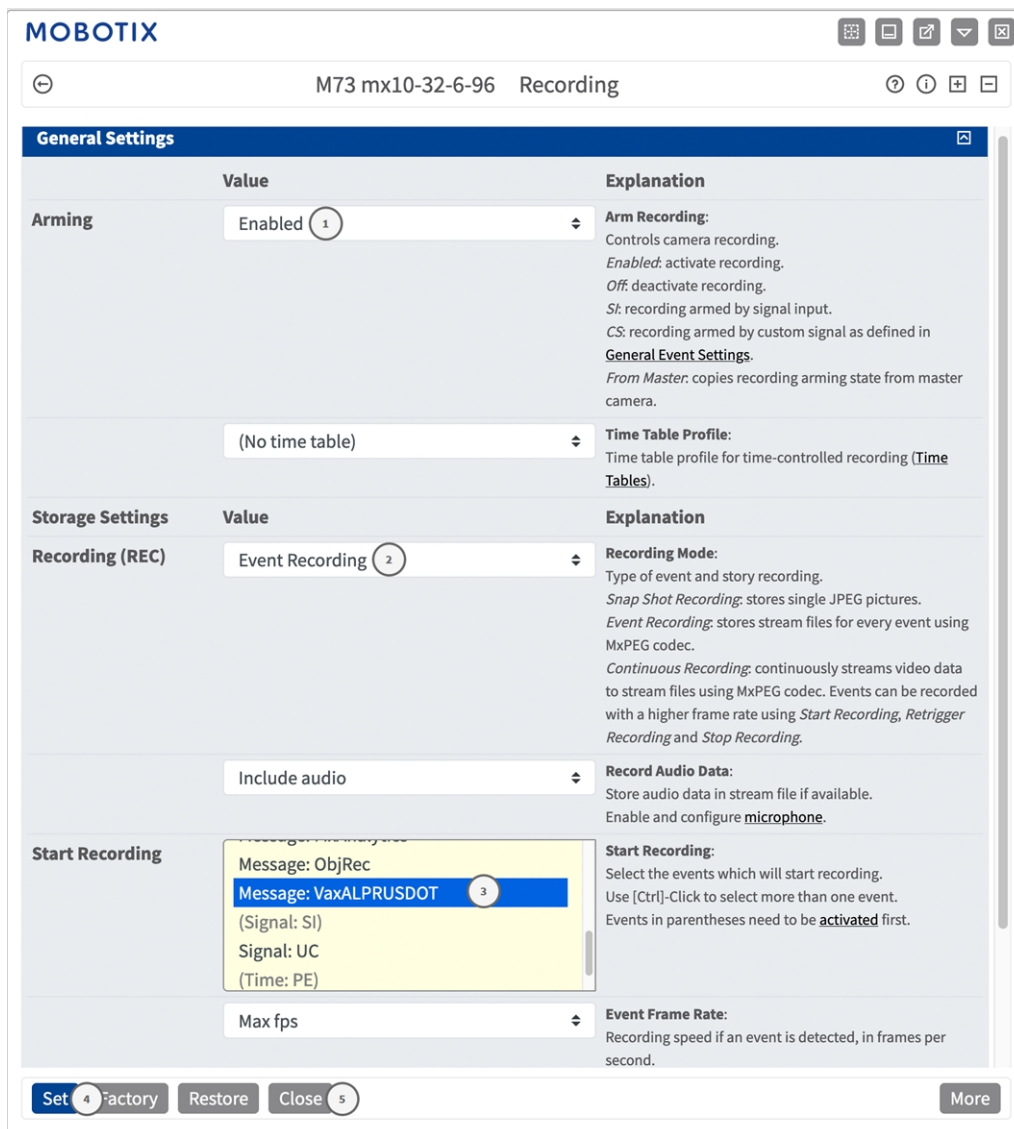 MOBOTIX
M73 mx10-32-6-96 Recording
General Settings
Value Explanation
Arming
Enabled 1
Arm Recording:
Controls camera recording.
Enabled: activate recording.
Off: deactivate recording.
SI: recording armed by signal input.
CS: recording armed by custom signal as defined in
General Event Settings.
From Master: copies recording arming state from master
camera.
(No time table)
Time Table Profile:
Time table profile for time-controlled recording (Time
Tables).
Storage Settings Value Explanation
Recording (REC)
Event Recording 2
Recording Mode:
Type of event and story recording.
Snap Shot Recording: stores single JPEG pictures.
Event Recording: stores stream files for every event using
MxPEG codec.
Continuous Recording: continuously streams video data
to stream files using MxPEG codec. Events can be recorded
with a higher frame rate using Start Recording, Retrigger
Recording and Stop Recording.
Include audio
Record Audio Data:
Store audio data in stream file if available.
Enable and configure microphone.
Start Recording
Message: ObjRec
Message: VaxALPRUSDOT 3
(Signal: SI)
Signal: UC
(Time: PE)
Start Recording:
Select the events which will start recording.
Use [Ctrl]-Click to select more than one event.
Events in parentheses need to be activated first.
Max fps
Event Frame Rate:
Recording speed if an event is detected, in frames per
second.
Set 4 Factory Restore Close 5 More